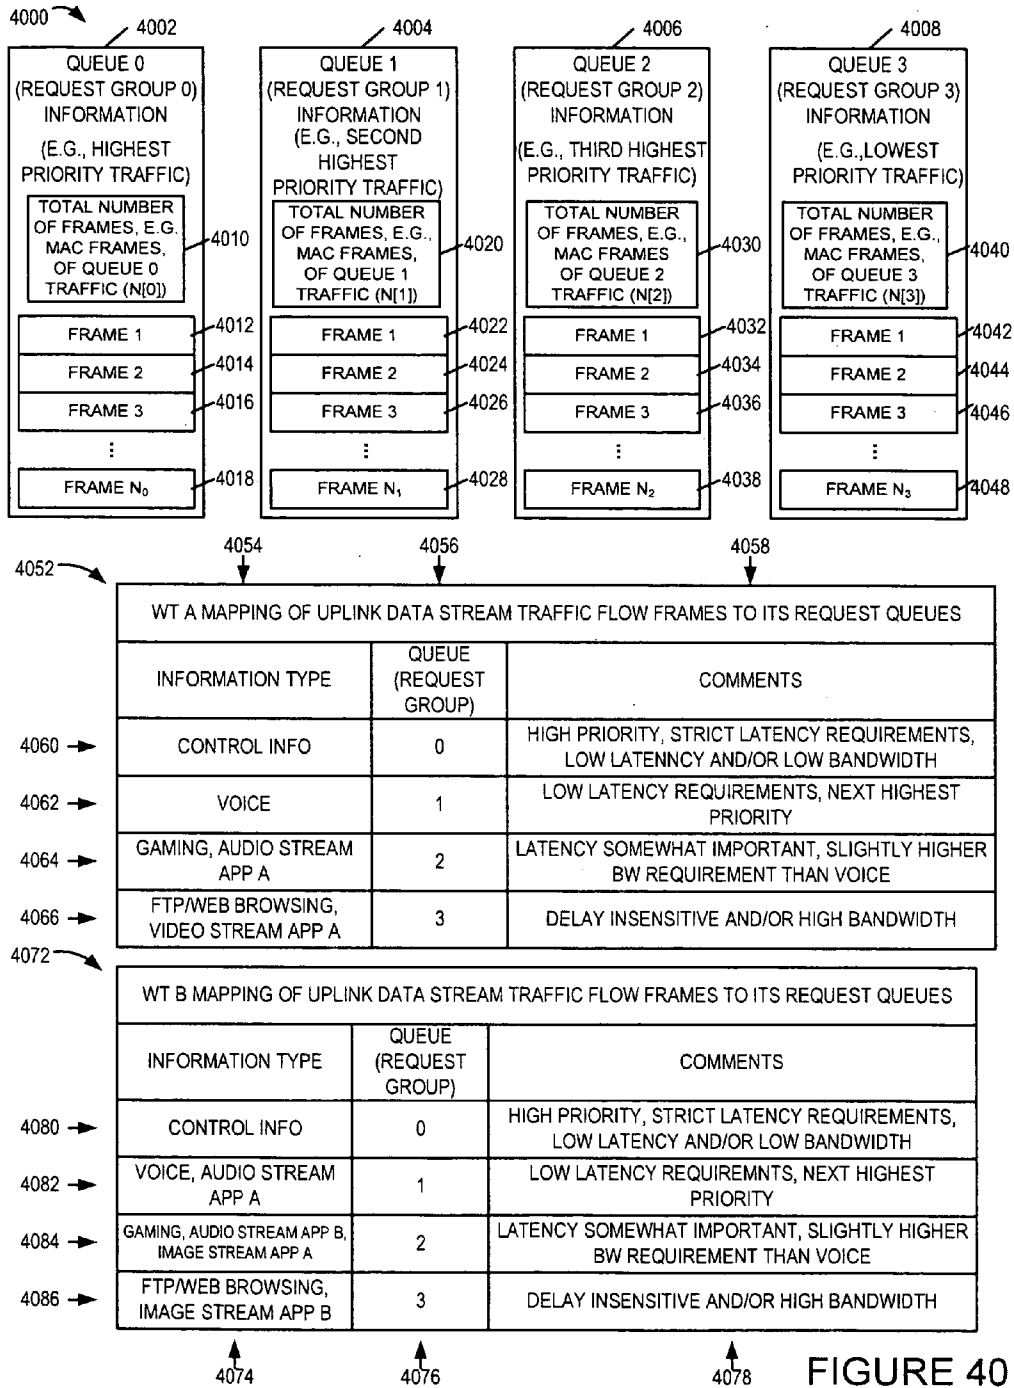 4000
4002
4004
4006
4008
QUEUE 0
(REQUEST GROUP 0)
INFORMATION
(E.G., HIGHEST
PRIORITY TRAFFIC)
TOTAL NUMBER
OF FRAMES, E.G.
MAC FRAMES,
OF QUEUE 0
TRAFFIC (N[0])
4010
FRAME 1
4012
FRAME 2
4014
FRAME 3
4016
⋮
FRAME N₀
4018
QUEUE 1
(REQUEST GROUP 1)
INFORMATION
(E.G., SECOND
HIGHEST
PRIORITY TRAFFIC)
TOTAL NUMBER
OF FRAMES, E.G.,
MAC FRAMES,
OF QUEUE 1
TRAFFIC (N[1])
4020
FRAME 1
4022
FRAME 2
4024
FRAME 3
4026
⋮
FRAME N₁
4028
QUEUE 2
(REQUEST GROUP 2)
INFORMATION
(E.G., THIRD HIGHEST
PRIORITY TRAFFIC)
TOTAL NUMBER
OF FRAMES, E.G.,
MAC FRAMES
OF QUEUE 2
TRAFFIC (N[2])
4030
FRAME 1
4032
FRAME 2
4034
FRAME 3
4036
⋮
FRAME N₂
4038
QUEUE 3
(REQUEST GROUP 3)
INFORMATION
(E.G.,LOWEST
PRIORITY TRAFFIC)
TOTAL NUMBER
OF FRAMES, E.G.,
MAC FRAMES,
OF QUEUE 3
TRAFFIC (N[3])
4040
FRAME 1
4042
FRAME 2
4044
FRAME 3
4046
⋮
FRAME N₃
4048
4052
4054
4056
4058
WT A MAPPING OF UPLINK DATA STREAM TRAFFIC FLOW FRAMES TO ITS REQUEST QUEUES
INFORMATION TYPE
QUEUE
(REQUEST
GROUP)
COMMENTS
4060
CONTROL INFO
0
HIGH PRIORITY, STRICT LATENCY REQUIREMENTS,
LOW LATENNCY AND/OR LOW BANDWIDTH
4062
VOICE
1
LOW LATENCY REQUIREMENTS, NEXT HIGHEST
PRIORITY
4064
GAMING, AUDIO STREAM
APP A
2
LATENCY SOMEWHAT IMPORTANT, SLIGHTLY HIGHER
BW REQUIREMENT THAN VOICE
4066
FTP/WEB BROWSING,
VIDEO STREAM APP A
3
DELAY INSENSITIVE AND/OR HIGH BANDWIDTH
4072
WT B MAPPING OF UPLINK DATA STREAM TRAFFIC FLOW FRAMES TO ITS REQUEST QUEUES
INFORMATION TYPE
QUEUE
(REQUEST
GROUP)
COMMENTS
4080
CONTROL INFO
0
HIGH PRIORITY, STRICT LATENCY REQUIREMENTS,
LOW LATENCY AND/OR LOW BANDWIDTH
4082
VOICE, AUDIO STREAM
APP A
1
LOW LATENCY REQUIREMNTS, NEXT HIGHEST
PRIORITY
4084
GAMING, AUDIO STREAM APP B,
IMAGE STREAM APP A
2
LATENCY SOMEWHAT IMPORTANT, SLIGHTLY HIGHER
BW REQUIREMENT THAN VOICE
4086
FTP/WEB BROWSING,
IMAGE STREAM APP B
3
DELAY INSENSITIVE AND/OR HIGH BANDWIDTH
4074
4076
4078
FIGURE 40